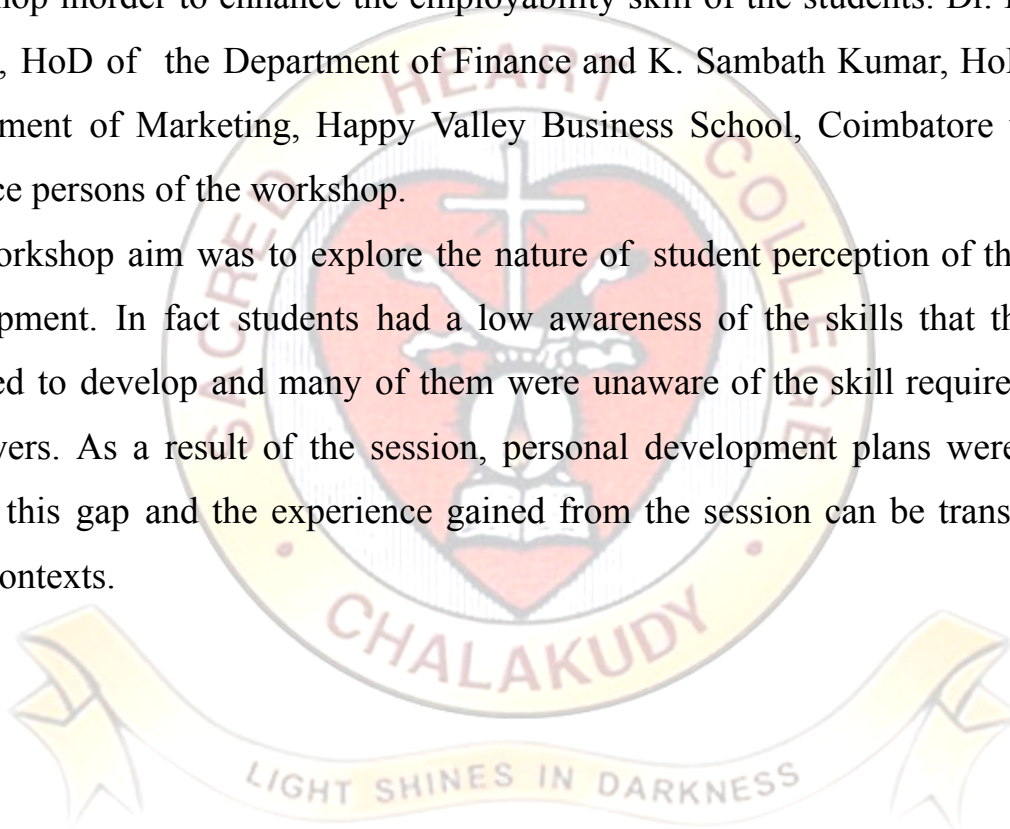 hop inorder to enhance the employability skill of the students. Dr.
, HoD of the Department of Finance and K. Sambath Kumar, Ho
ment of Marketing, Happy Valley Business School, Coimbatore
ce persons of the workshop.
orkshop aim was to explore the nature of student perception of th
pment. In fact students had a low awareness of the skills that th
ed to develop and many of them were unaware of the skill require
yers. As a result of the session, personal development plans were
this gap and the experience gained from the session can be trans
ontexts.
SACRED HEART COLLEGE
CHALAKUDY
LIGHT SHINES IN DARKNESS